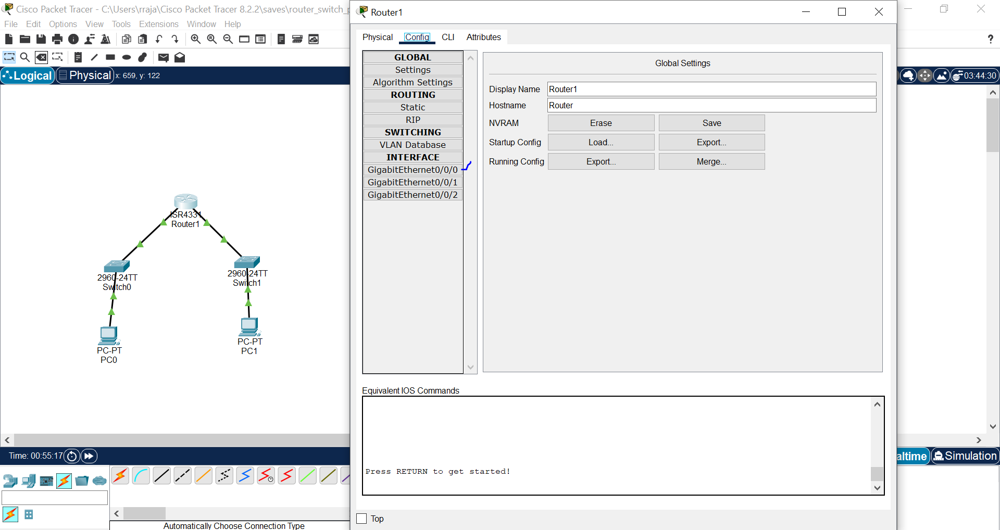 Cisco Packet Tracer - C:\Users\rraja\Cisco Packet Tracer 8.2.2\saves\router_switch_p
File Edit Options View Tools Extensions Window Help
?
Logical Physical x: 659, y: 122
03:44:30
ISR4331
Router1
2960-24TT
Switch0
2960-24TT
Switch1
PC-PT
PC0
PC-PT
PC1
Time: 00:55:17
altime Simulation
Automatically Choose Connection Type
Router1
Physical Config CLI Attributes
GLOBAL
Settings
Algorithm Settings
ROUTING
Static
RIP
SWITCHING
VLAN Database
INTERFACE
GigabitEthernet0/0/0
GigabitEthernet0/0/1
GigabitEthernet0/0/2
Global Settings
Display Name Router1
Hostname Router
NVRAM Erase Save
Startup Config Load... Export...
Running Config Export... Merge...
Equivalent IOS Commands
Press RETURN to get started!
Top